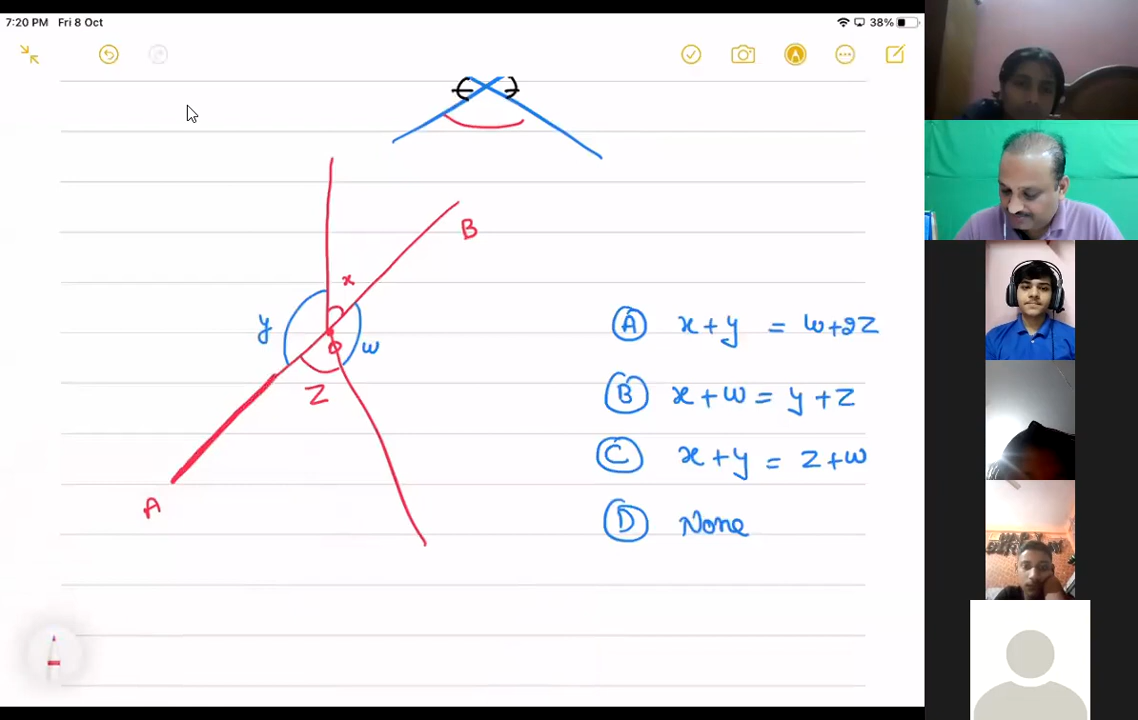 7:20 PM Fri 8 Oct
38%
B
x
y
w
Z
A
A x+y = w+2Z
B x+w = y+z
C x+y = z+w
D None